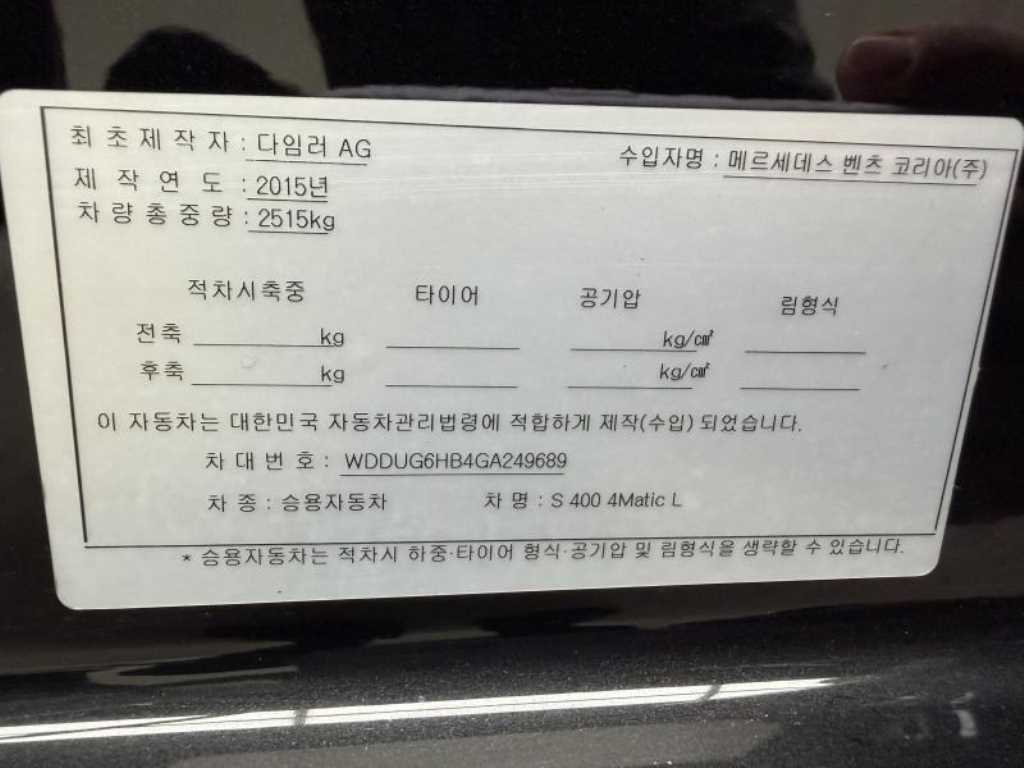 최초제작자 : 다임러 AG
수입자명 : 메르세데스 벤츠 코리아(주)
제 작 연 도 : 2015년
차량총중량 : 2515kg
적차시축중 타이어 공기압 림형식
전축 kg kg/㎠
후축 kg kg/㎠
이 자동차는 대한민국 자동차관리법령에 적합하게 제작(수입) 되었습니다.
차 대 번 호 : WDDUG6HB4GA249689
차 종 : 승용자동차 차 명 : S 400 4Matic L
* 승용자동차는 적차시 하중·타이어 형식·공기압 및 림형식을 생략할 수 있습니다.